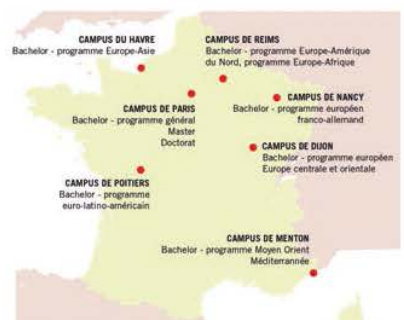 CAMPUS DU HAVRE
Bachelor - programme Europe-Asie
CAMPUS DE REIMS
Bachelor - programme Europe-Amérique
du Nord, programme Europe-Afrique
CAMPUS DE NANCY
Bachelor - programme européen
franco-allemand
CAMPUS DE PARIS
Bachelor - programme général
Master
Doctorat
CAMPUS DE DIJON
Bachelor - programme européen
Europe centrale et orientale
CAMPUS DE POITIERS
Bachelor - programme
euro-latino-américain
CAMPUS DE MENTON
Bachelor - programme Moyen Orient
Méditerrannée